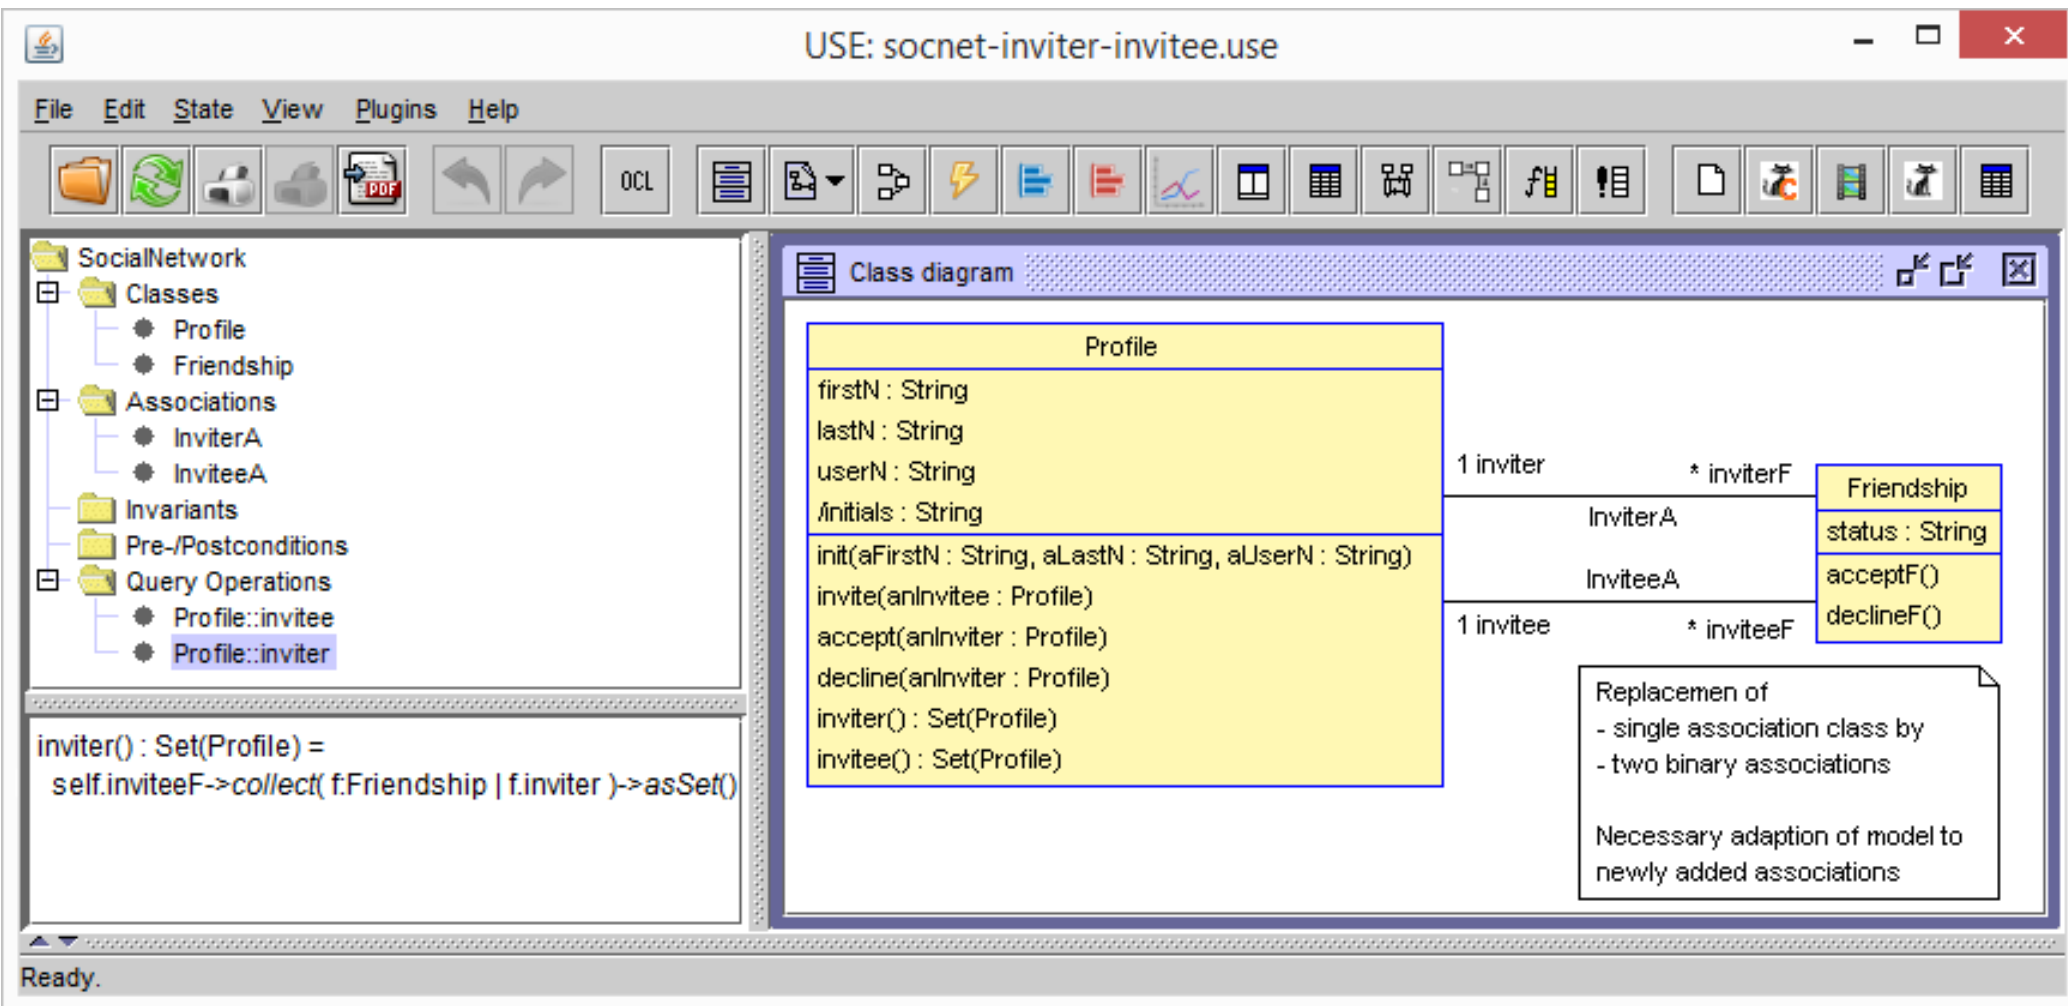 USE: socnet-inviter-invitee.use
File Edit State View Plugins Help
PDF OCL
SocialNetwork
Classes
Profile
Friendship
Associations
InviterA
InviteeA
Invariants
Pre-/Postconditions
Query Operations
Profile::invitee
Profile::inviter
inviter() : Set(Profile) =
self.inviteeF->collect( f:Friendship | f.inviter )->asSet()
Class diagram
Profile
firstN : String
lastN : String
userN : String
/initials : String
init(aFirstN : String, aLastN : String, aUserN : String)
invite(anInvitee : Profile)
accept(anInviter : Profile)
decline(anInviter : Profile)
inviter() : Set(Profile)
invitee() : Set(Profile)
1 inviter * inviterF
InviterA
InviteeA
1 invitee * inviteeF
Friendship
status : String
acceptF()
declineF()
Replacemen of
- single association class by
- two binary associations
Necessary adaption of model to
newly added associations
Ready.